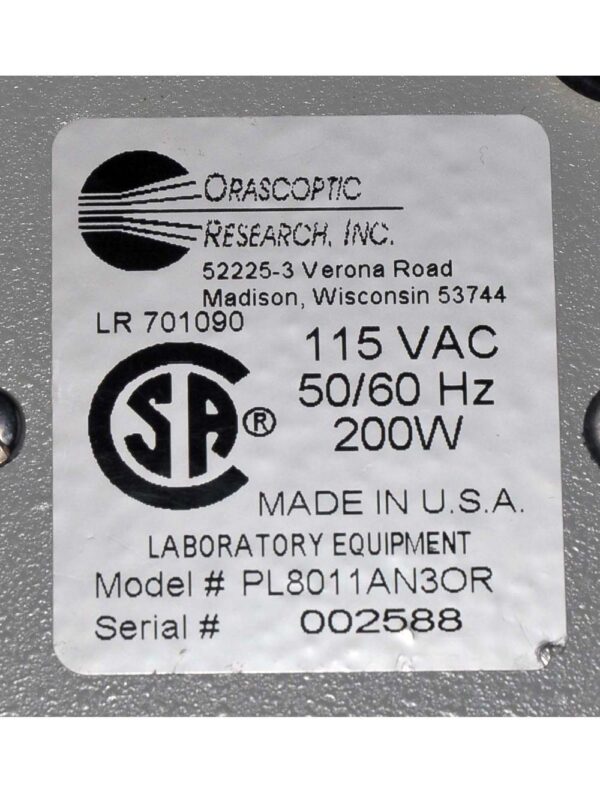 ORASCOPTIC
RESEARCH, INC.
52225-3 Verona Road
Madison, Wisconsin 53744
LR 701090
115 VAC
50/60 Hz
200W
CSA ®
MADE IN U.S.A.
LABORATORY EQUIPMENT
Model # PL8011AN3OR
Serial # 002588